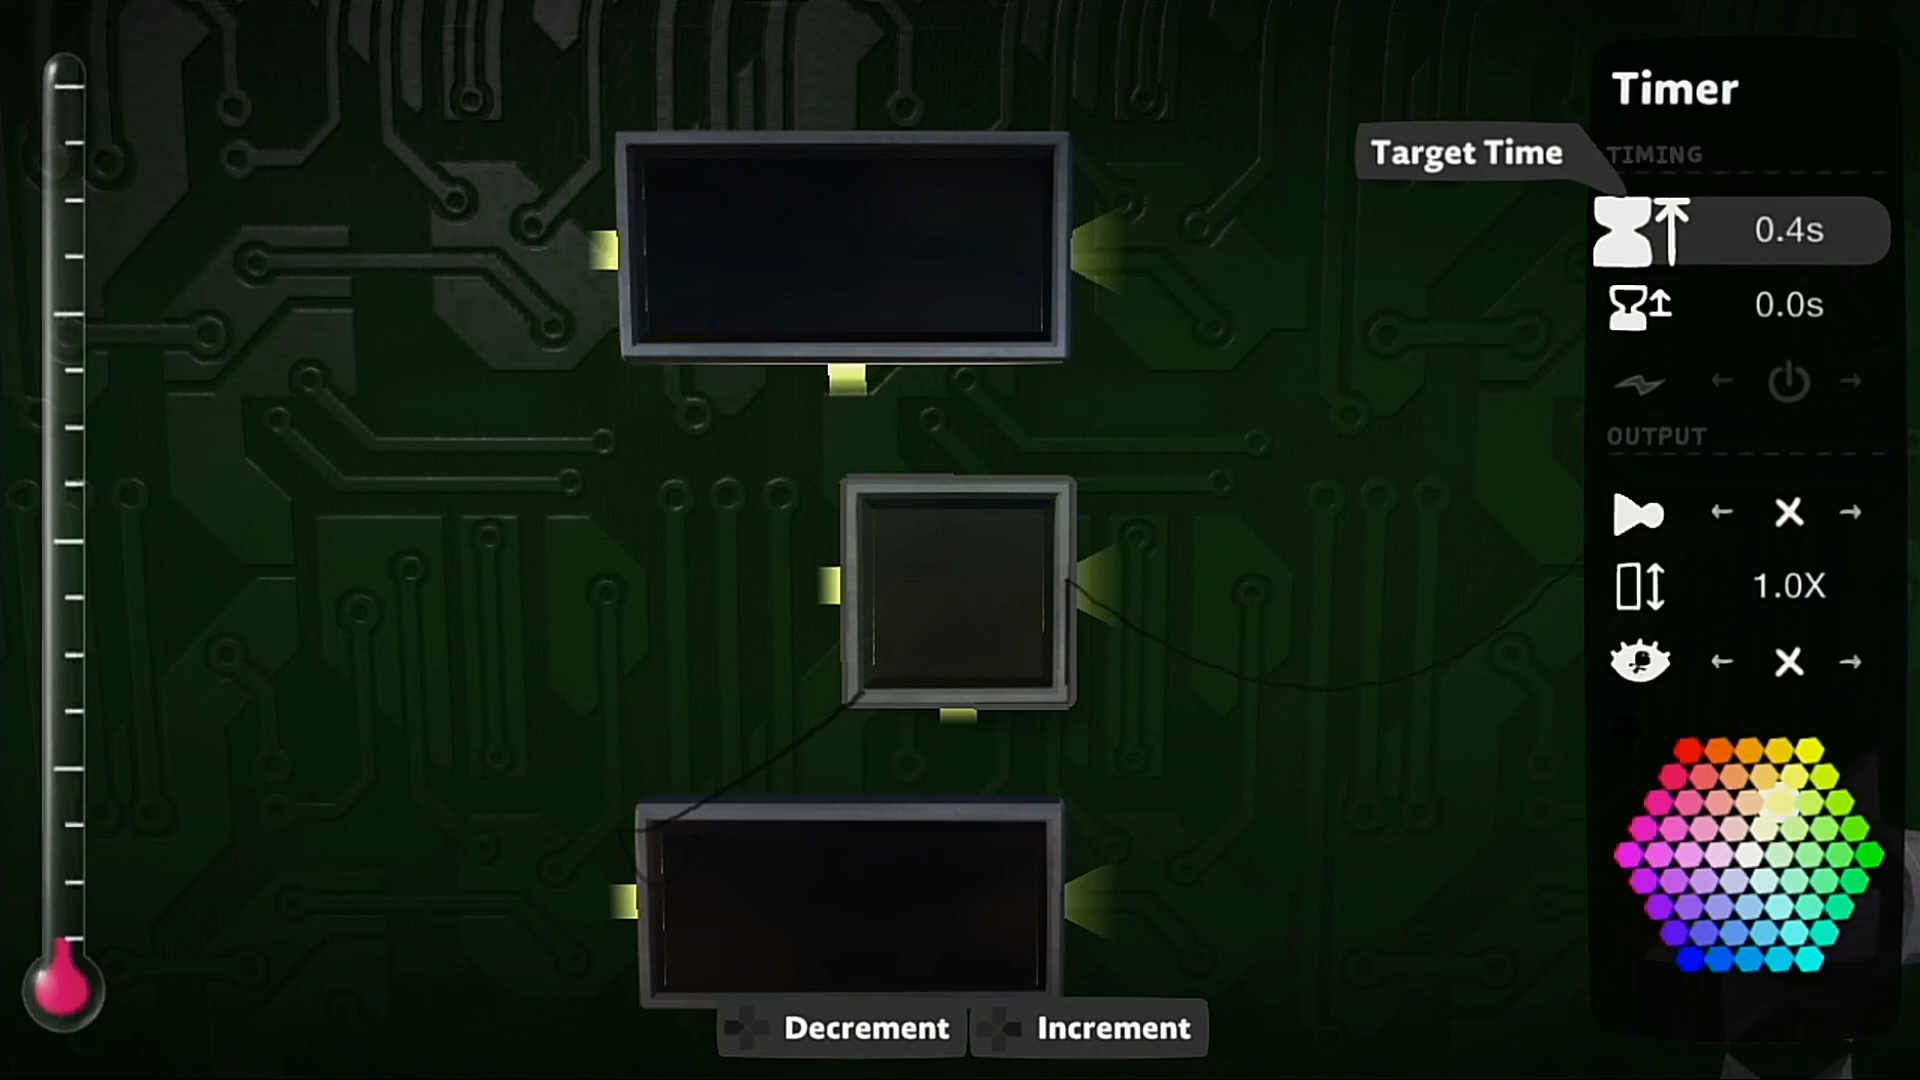 Timer
Target Time
TIMING
0.4s
0.0s
OUTPUT
1.0X
Decrement
Increment